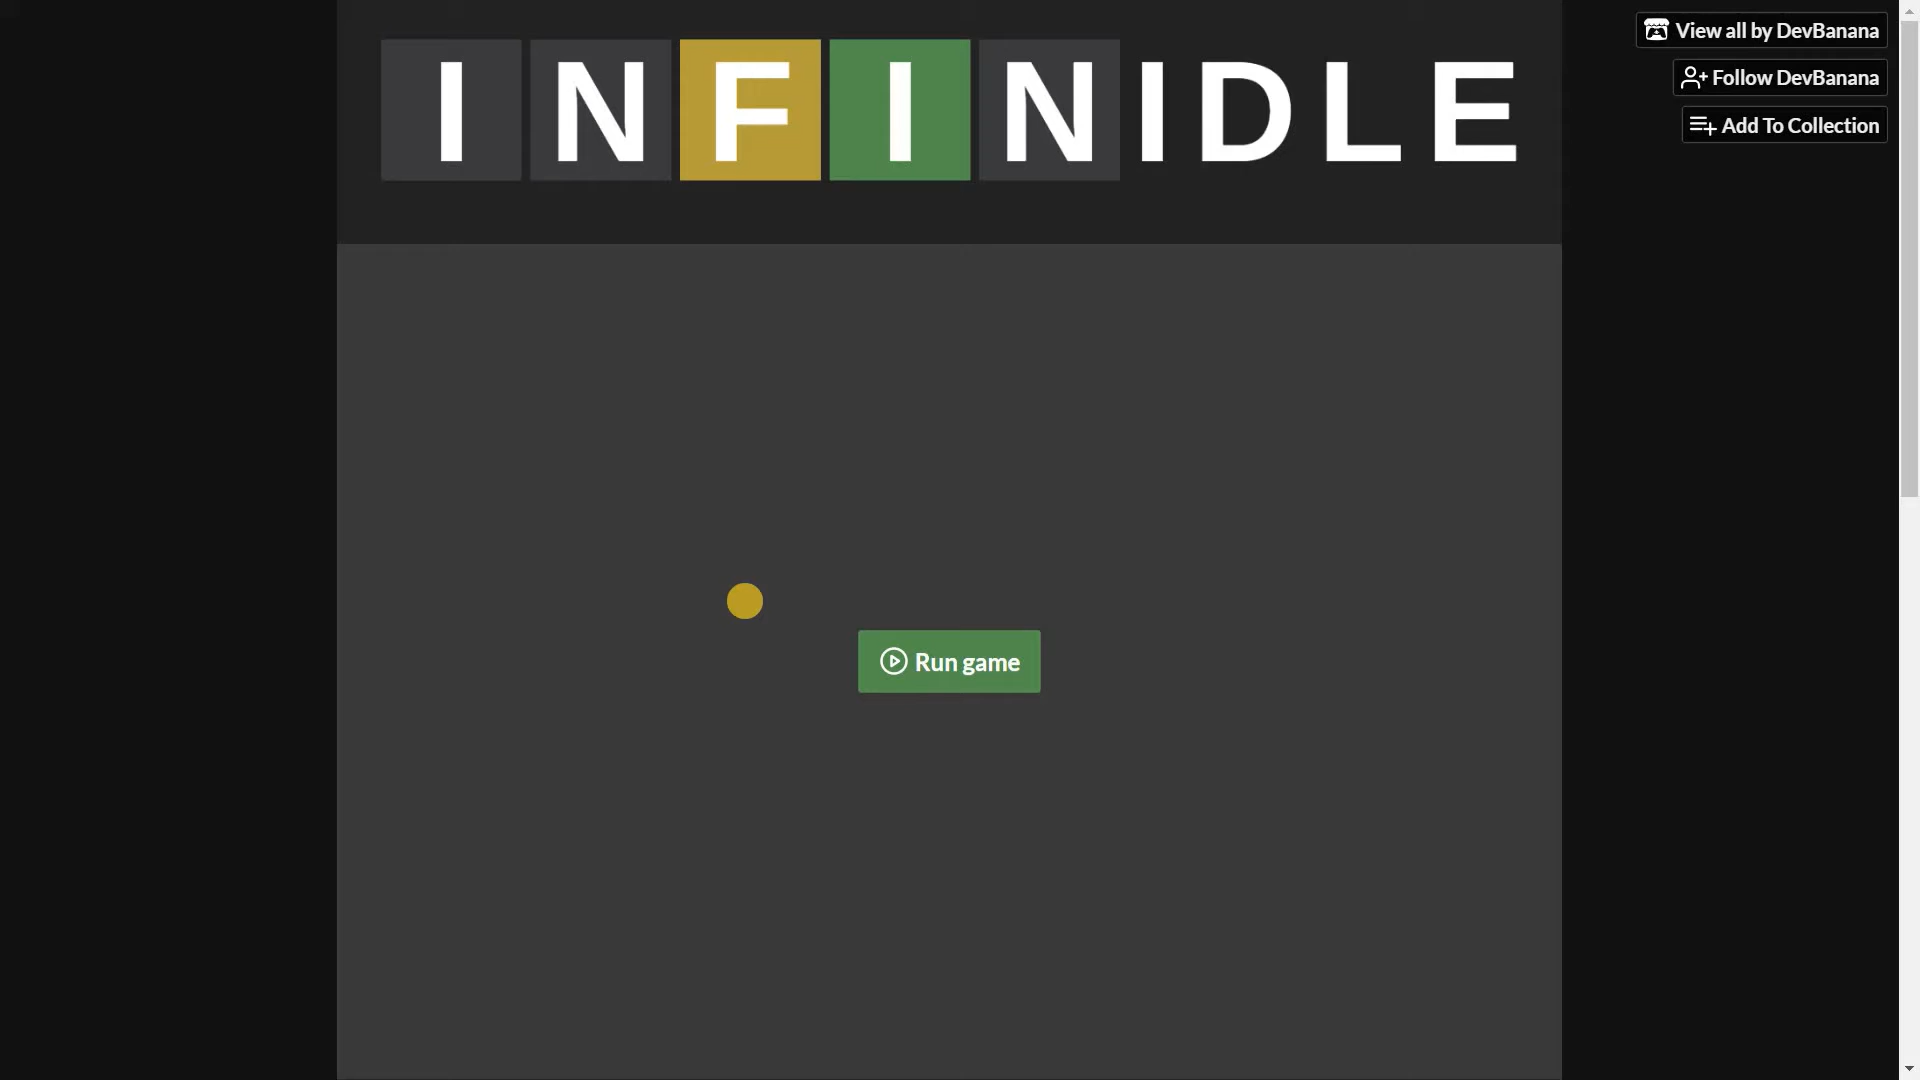 INFINIDLE
View all by DevBanana
Follow DevBanana
Add To Collection
Run game